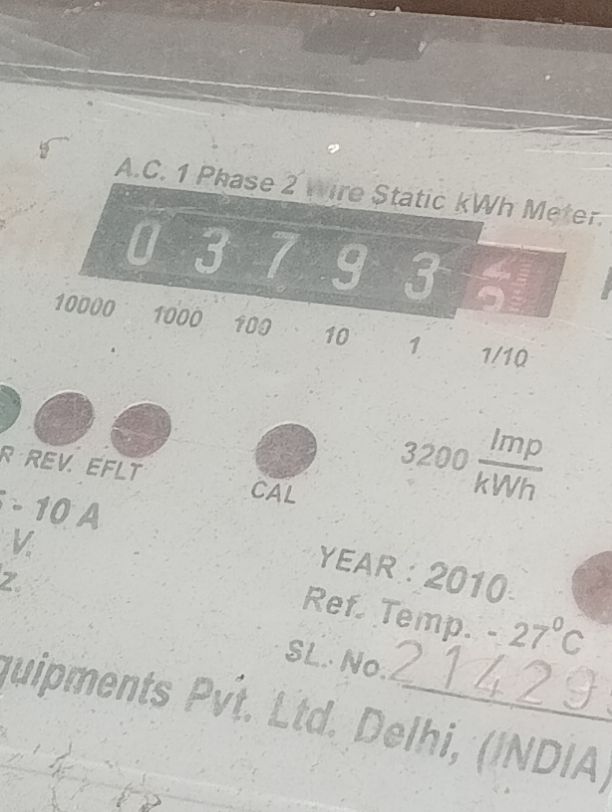 A.C. 1 Phase 2 Wire Static kWh Meter.
0 3 7 9 3
10000 1000 100 10 1 1/10
R REV. EFLT
CAL
3200 Imp/kWh
- 10 A
V.
z.
YEAR : 2010
Ref. Temp. - 27°C
SL. No. 21429
quipments Pvt. Ltd. Delhi, (INDIA)